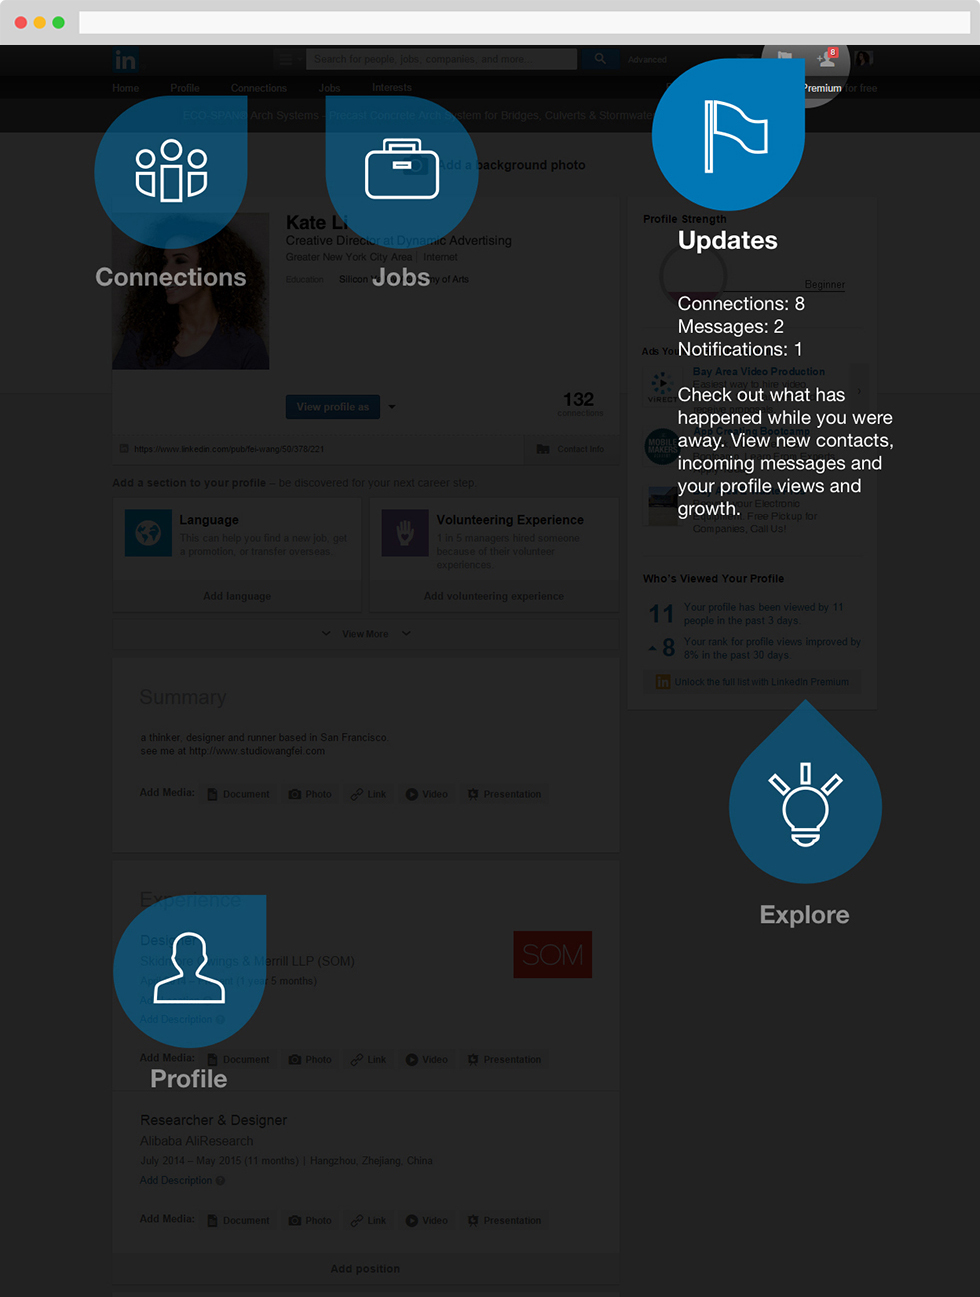 in
Search for people, jobs, companies, and more...
Advanced
8
Home Profile Connections Jobs Interests
Premium for free
ECO-SPAN® Arch Systems - Precast Concrete Arch System for Bridges, Culverts & Stormwater
Add a background photo
Connections
Jobs
Updates
Connections: 8
Messages: 2
Notifications: 1
Check out what has
happened while you were
away. View new contacts,
incoming messages and
your profile views and
growth.
Kate Li
Creative Director at Dynamic Advertising
Greater New York City Area | Internet
Education
View profile as
132
connections
https://www.linkedin.com/pub/fei-wang/50/378/221
Contact Info
Profile Strength
Beginner
Bay Area Video Production
Easiest way to hire video
MOBILE
MAKERS
Companies, Call Us!
Add a section to your profile – be discovered for your next career step.
Language
This can help you find a new job, get
a promotion, or transfer overseas.
Add language
Volunteering Experience
1 in 5 managers hired someone
because of their volunteer
experiences.
Add volunteering experience
View More
Who's Viewed Your Profile
11 Your profile has been viewed by 11
people in the past 3 days.
8 Your rank for profile views improved by
8% in the past 30 days.
in Unlock the full list with LinkedIn Premium
Summary
a thinker, designer and runner based in San Francisco.
see me at http://www.studiowangfei.com
Add Media: Document Photo Link Video Presentation
Explore
Experience
Designer
Skidmore Owings & Merrill LLP (SOM)
(1 year 5 months)
Add Description
SOM
Add Media: Document Photo Link Video Presentation
Profile
Researcher & Designer
Alibaba AliResearch
July 2014 – May 2015 (11 months) | Hangzhou, Zhejiang, China
Add Description
Add Media: Document Photo Link Video Presentation
Add position